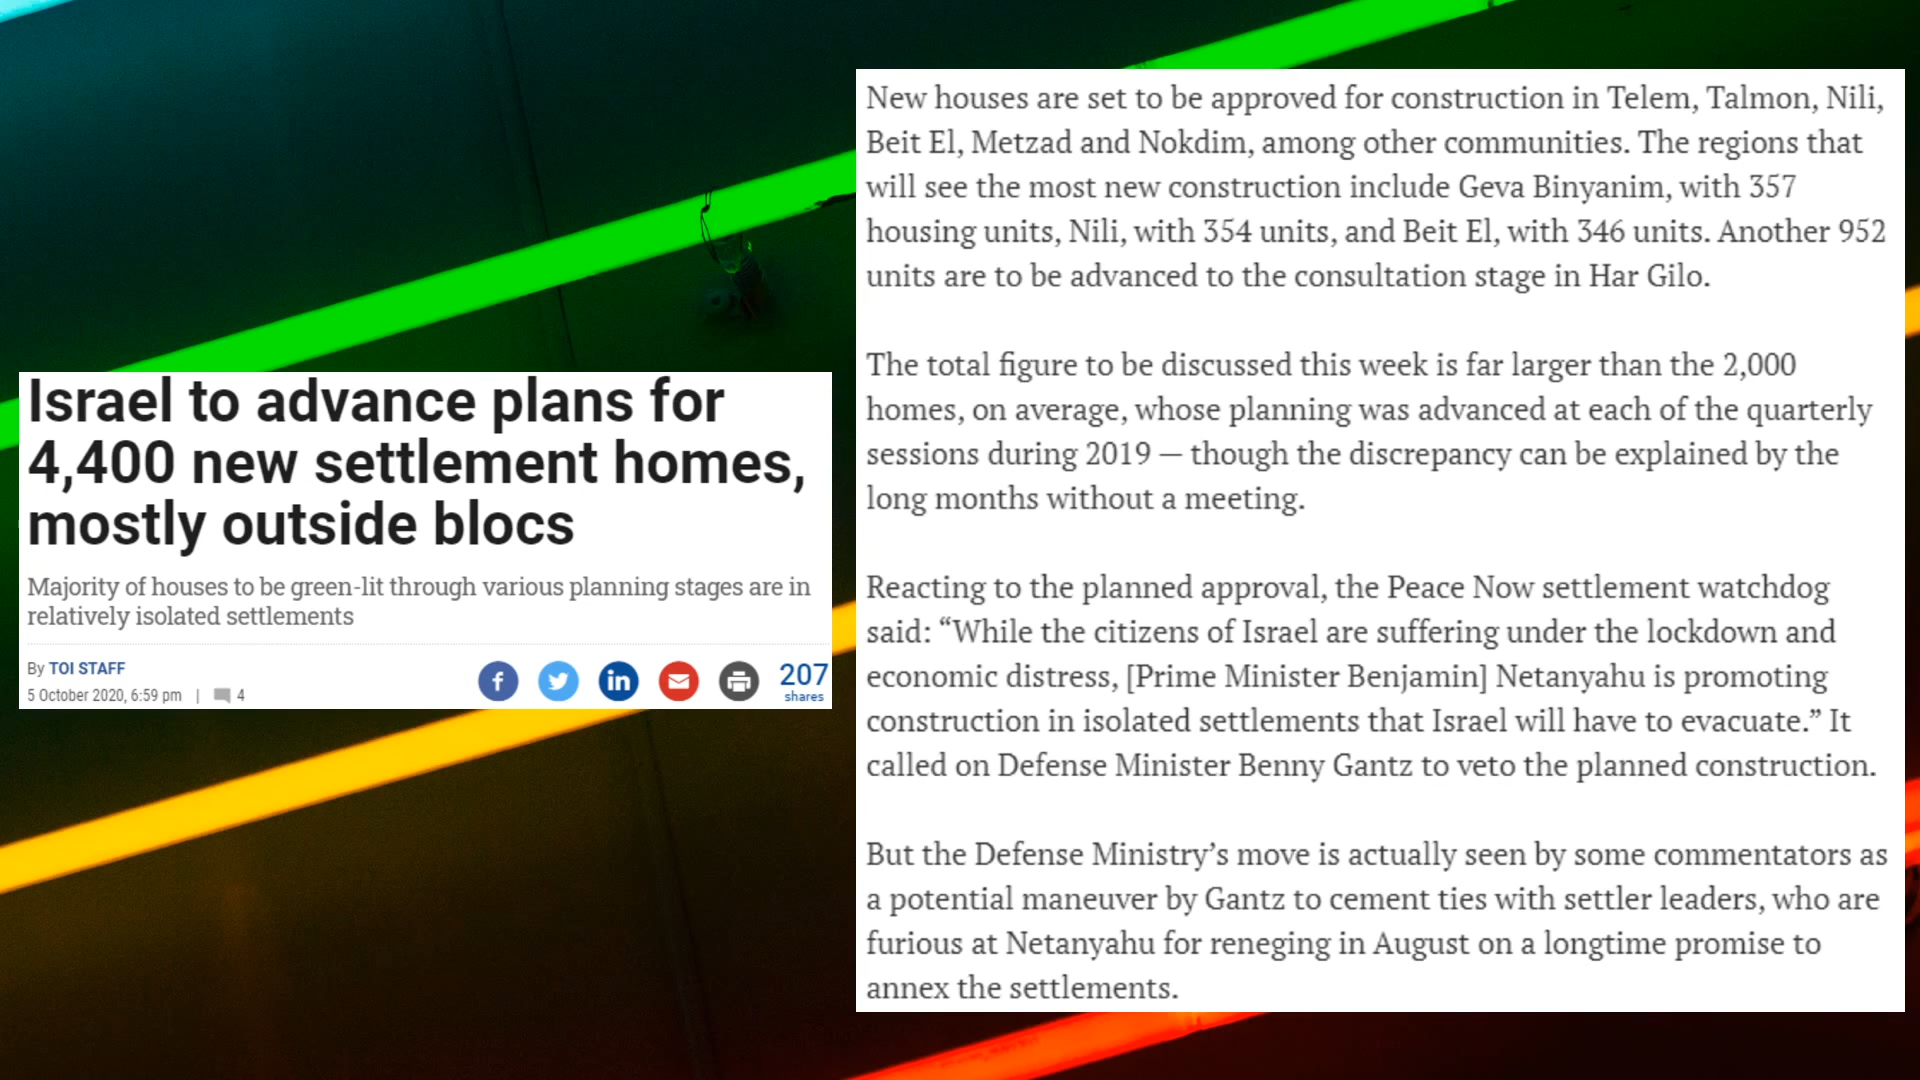 Israel to advance plans for
4,400 new settlement homes,
mostly outside blocs
Majority of houses to be green-lit through various planning stages are in
relatively isolated settlements
By TOI STAFF
5 October 2020, 6:59 pm | 4
207
shares
New houses are set to be approved for construction in Telem, Talmon, Nili,
Beit El, Metzad and Nokdim, among other communities. The regions that
will see the most new construction include Geva Binyanim, with 357
housing units, Nili, with 354 units, and Beit El, with 346 units. Another 952
units are to be advanced to the consultation stage in Har Gilo.
The total figure to be discussed this week is far larger than the 2,000
homes, on average, whose planning was advanced at each of the quarterly
sessions during 2019 — though the discrepancy can be explained by the
long months without a meeting.
Reacting to the planned approval, the Peace Now settlement watchdog
said: “While the citizens of Israel are suffering under the lockdown and
economic distress, [Prime Minister Benjamin] Netanyahu is promoting
construction in isolated settlements that Israel will have to evacuate.” It
called on Defense Minister Benny Gantz to veto the planned construction.
But the Defense Ministry’s move is actually seen by some commentators as
a potential maneuver by Gantz to cement ties with settler leaders, who are
furious at Netanyahu for reneging in August on a longtime promise to
annex the settlements.